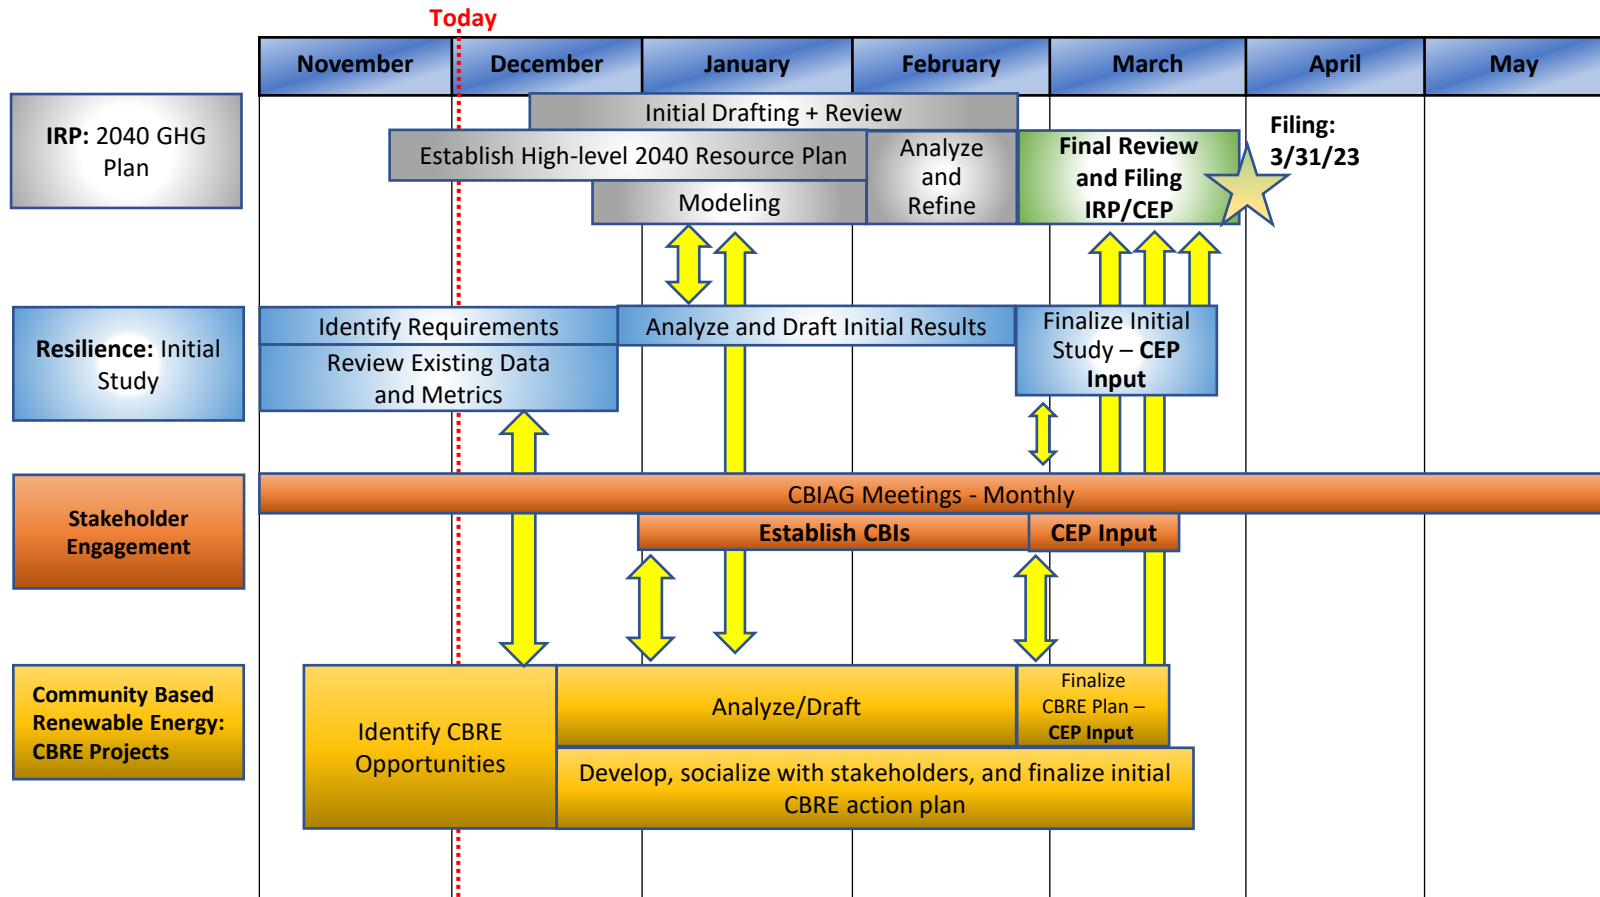 Today
November
December
January
February
March
April
May
IRP: 2040 GHG
Plan
Initial Drafting + Review
Establish High-level 2040 Resource Plan
Modeling
Analyze
and
Refine
Final Review
and Filing
IRP/CEP
Filing:
3/31/23
Resilience: Initial
Study
Identify Requirements
Review Existing Data
and Metrics
Analyze and Draft Initial Results
Finalize Initial
Study – CEP
Input
Stakeholder
Engagement
CBIAG Meetings - Monthly
Establish CBIs
CEP Input
Community Based
Renewable Energy:
CBRE Projects
Identify CBRE
Opportunities
Analyze/Draft
Finalize
CBRE Plan –
CEP Input
Develop, socialize with stakeholders, and finalize initial
CBRE action plan